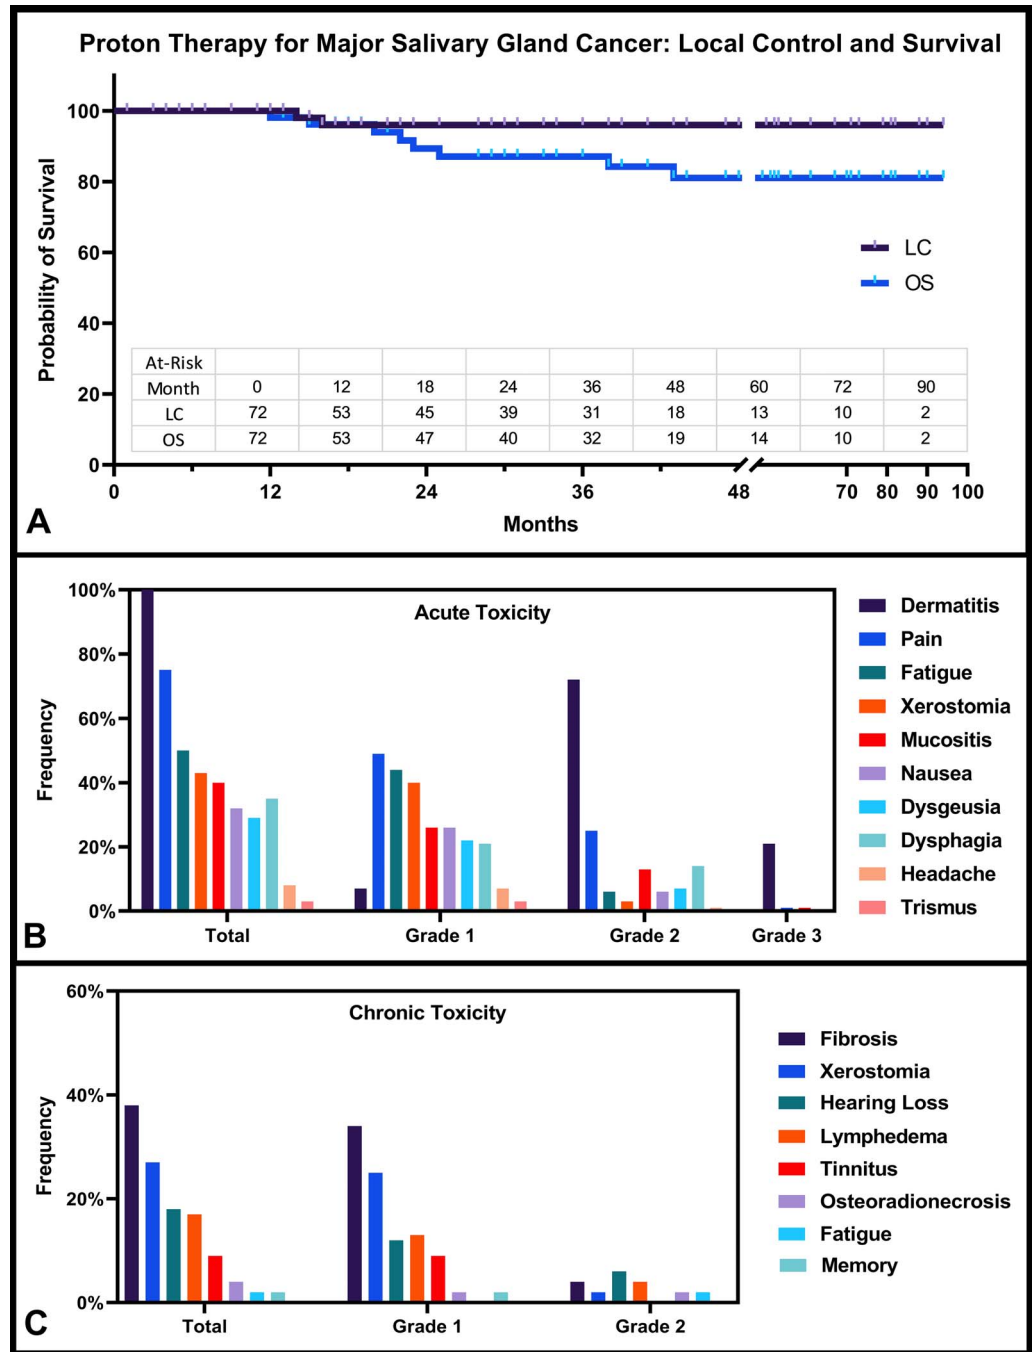 Proton Therapy for Major Salivary Gland Cancer: Local Control and Survival
Probability of Survival
100
80
60
40
20
0
LC
OS
At-Risk
Month 0 12 18 24 36 48 60 72 90
LC 72 53 45 39 31 18 13 10 2
OS 72 53 47 40 32 19 14 10 2
0 12 24 36 48 70 80 90 100
Months
A
Acute Toxicity
Frequency
100%
80%
60%
40%
20%
0%
Total Grade 1 Grade 2 Grade 3
Dermatitis
Pain
Fatigue
Xerostomia
Mucositis
Nausea
Dysgeusia
Dysphagia
Headache
Trismus
B
Chronic Toxicity
Frequency
60%
40%
20%
0%
Total Grade 1 Grade 2
Fibrosis
Xerostomia
Hearing Loss
Lymphedema
Tinnitus
Osteoradionecrosis
Fatigue
Memory
C